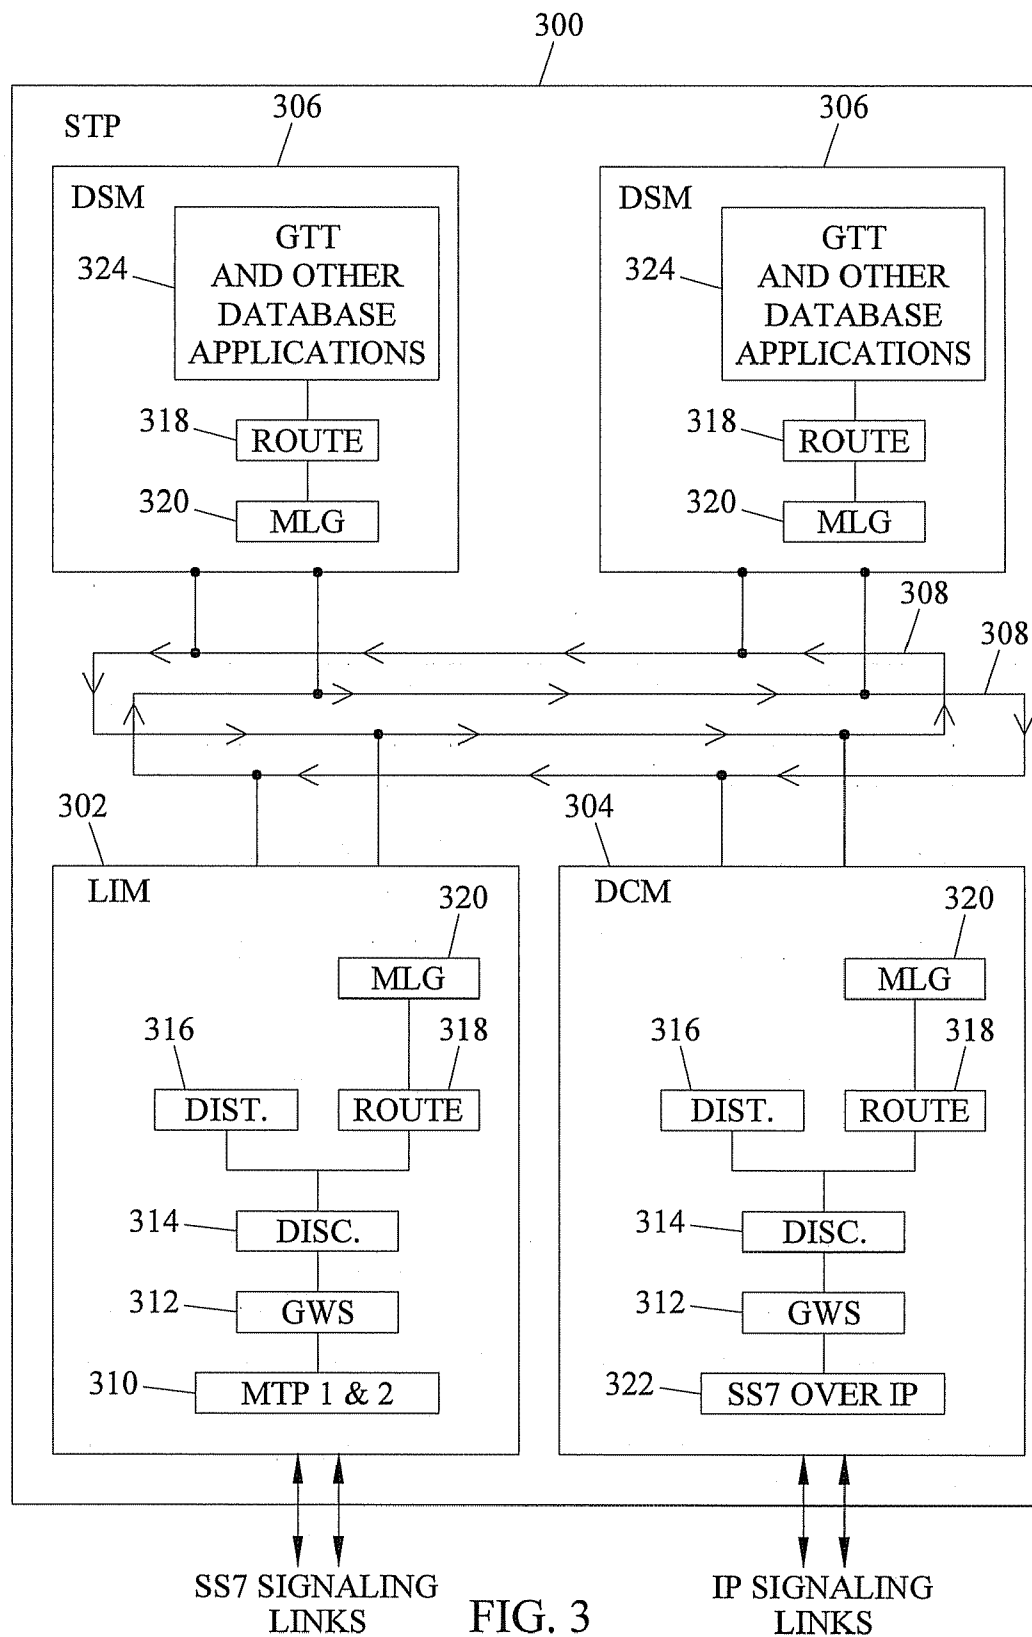 300
STP
306
306
DSM
DSM
324
GTT
AND OTHER
DATABASE
APPLICATIONS
324
GTT
AND OTHER
DATABASE
APPLICATIONS
318
ROUTE
318
ROUTE
320
MLG
320
MLG
308
308
302
304
LIM
DCM
320
MLG
320
MLG
316
DIST.
318
ROUTE
316
DIST.
318
ROUTE
314
DISC.
314
DISC.
312
GWS
312
GWS
310
MTP 1 & 2
322
SS7 OVER IP
SS7 SIGNALING
LINKS
IP SIGNALING
LINKS
FIG. 3